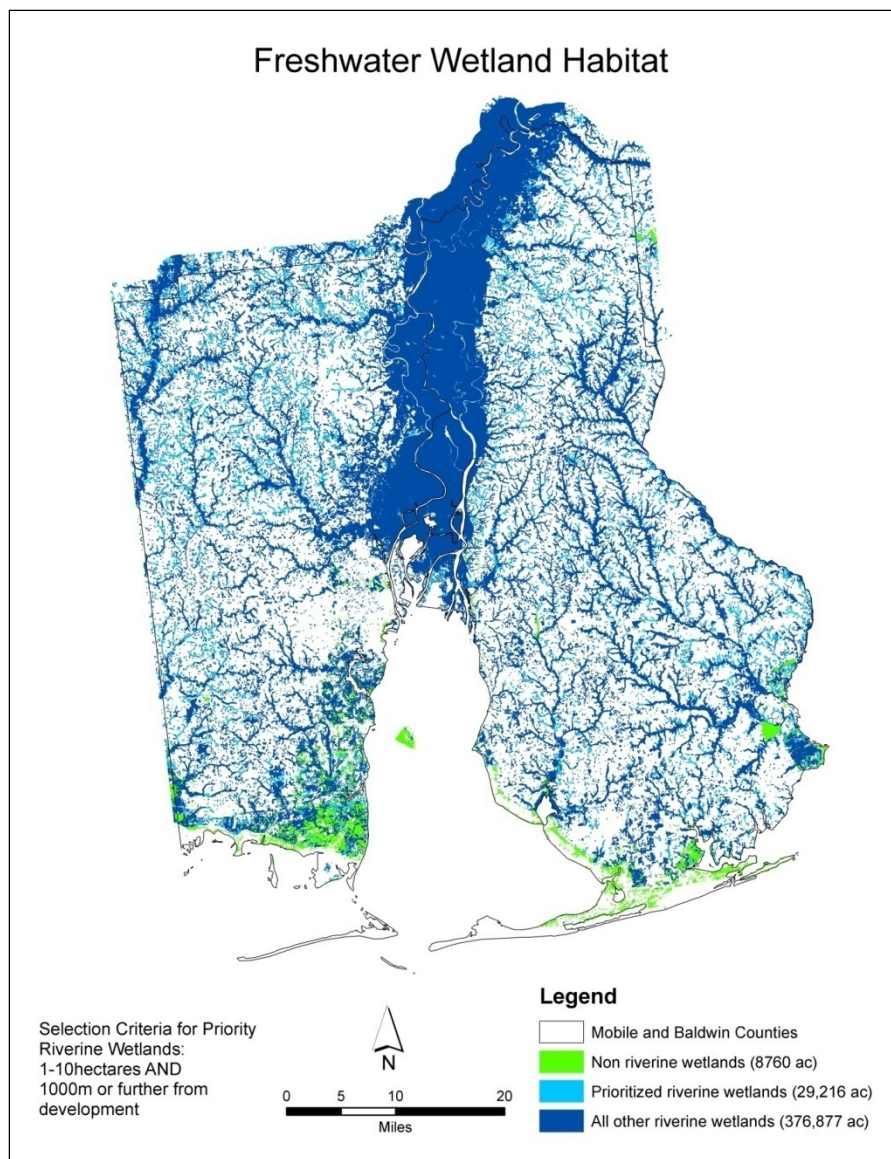 Freshwater Wetland Habitat
Selection Criteria for Priority
Riverine Wetlands:
1-10hectares AND
1000m or further from
development
N
0 5 10 20
Miles
Legend
Mobile and Baldwin Counties
Non riverine wetlands (8760 ac)
Prioritized riverine wetlands (29,216 ac)
All other riverine wetlands (376,877 ac)